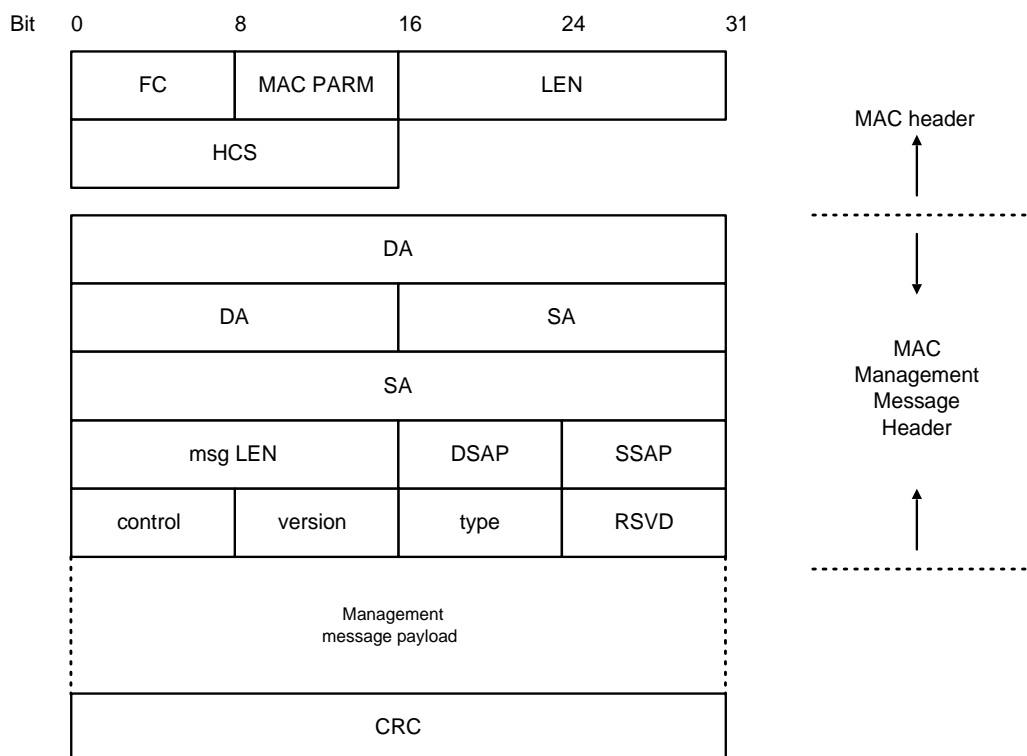 Bit 0 8 16 24 31
FC MAC PARM LEN
MAC header
HCS
DA
DA SA
MAC
Management
Message
Header
SA
msg LEN DSAP SSAP
control version type RSVD
Management
message payload
CRC